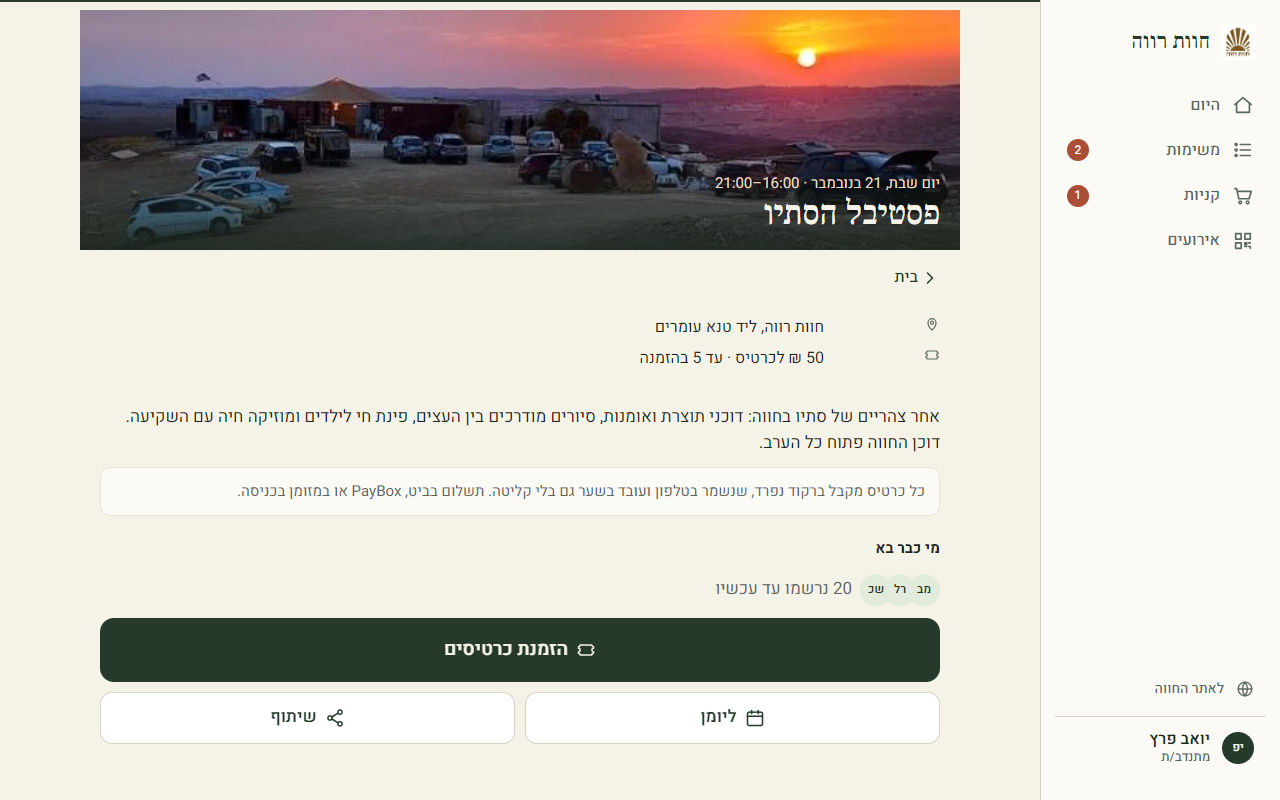 חוות רווה
חוות רווה
היום
משימות
2
קניות
1
אירועים
לאתר החווה
יפ
יואב פרץ
מתנדב/ת
יום שבת, 21 בנובמבר · 16:00–21:00
פסטיבל הסתיו
בית
חוות רווה, ליד טנא עומרים
50 ₪ לכרטיס · עד 5 בהזמנה
אחר צהריים של סתיו בחווה: דוכני תוצרת ואומנות, סיורים מודרכים בין העצים, פינת חי לילדים ומוזיקה חיה עם השקיעה.
דוכן החווה פתוח כל הערב.
כל כרטיס מקבל ברקוד נפרד, שנשמר בטלפון ועובד בשער גם בלי קליטה. תשלום בביט, PayBox או במזומן בכניסה.
מי כבר בא
מב רל שכ 20 נרשמו עד עכשיו
הזמנת כרטיסים
ליומן
שיתוף